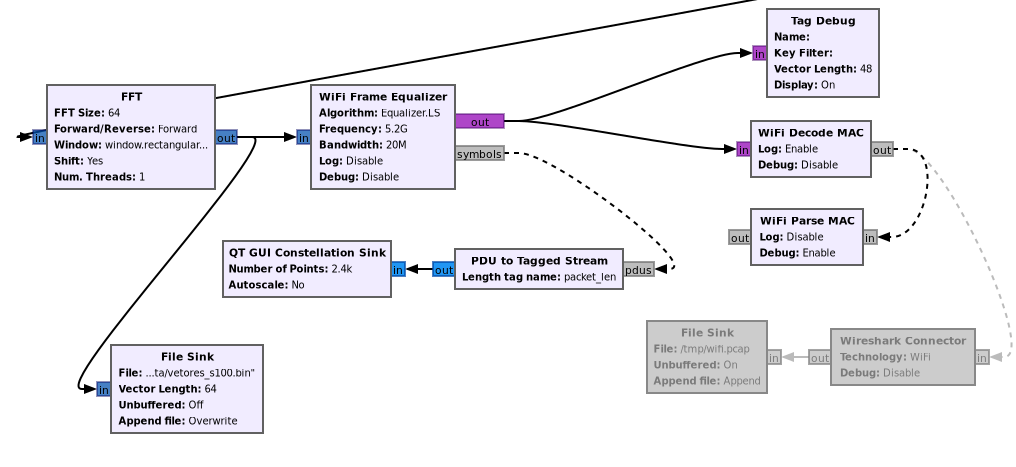 Tag Debug
Name:
Key Filter:
Vector Length: 48
Display: On
in
FFT
FFT Size: 64
Forward/Reverse: Forward
Window: window.rectangular...
Shift: Yes
Num. Threads: 1
in
out
WiFi Frame Equalizer
Algorithm: Equalizer.LS
Frequency: 5.2G
Bandwidth: 20M
Log: Disable
Debug: Disable
in
out
symbols
WiFi Decode MAC
Log: Enable
Debug: Disable
in
out
WiFi Parse MAC
Log: Disable
Debug: Enable
out
in
QT GUI Constellation Sink
Number of Points: 2.4k
Autoscale: No
in
PDU to Tagged Stream
Length tag name: packet_len
out
pdus
File Sink
File: /tmp/wifi.pcap
Unbuffered: On
Append file: Append
in
Wireshark Connector
Technology: WiFi
Debug: Disable
out
in
File Sink
File: ...ta/vetores_s100.bin"
Vector Length: 64
Unbuffered: Off
Append file: Overwrite
in